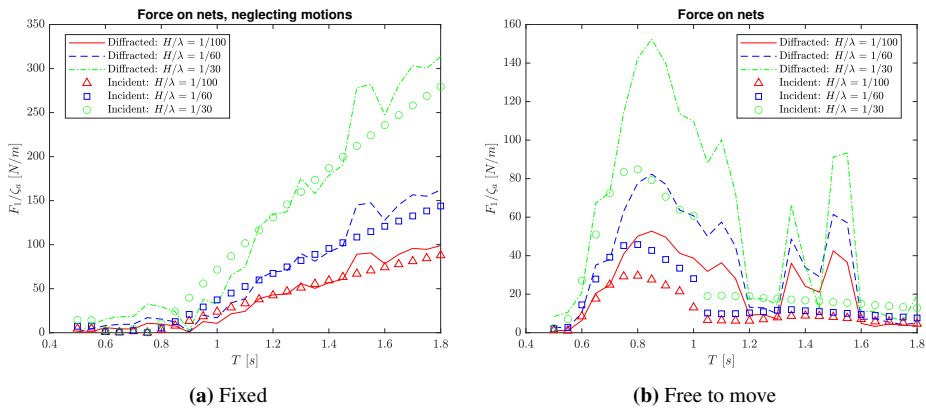 Force on nets, neglecting motions
350
300
250
200
150
100
50
0
F₁/ζₐ [N/m]
0.4 0.6 0.8 1 1.2 1.4 1.6 1.8
T [s]
Diffracted: H/λ = 1/100
Diffracted: H/λ = 1/60
Diffracted: H/λ = 1/30
Incident: H/λ = 1/100
Incident: H/λ = 1/60
Incident: H/λ = 1/30
(a) Fixed
Force on nets
160
140
120
100
80
60
40
20
0
F₁/ζₐ [N/m]
0.4 0.6 0.8 1 1.2 1.4 1.6 1.8
T [s]
Diffracted: H/λ = 1/100
Diffracted: H/λ = 1/60
Diffracted: H/λ = 1/30
Incident: H/λ = 1/100
Incident: H/λ = 1/60
Incident: H/λ = 1/30
(b) Free to move